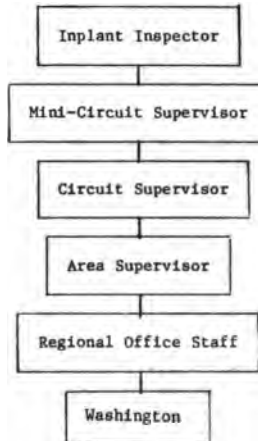 Inplant Inspector
Mini-Circuit Supervisor
Circuit Supervisor
Area Supervisor
Regional Office Staff
Washington